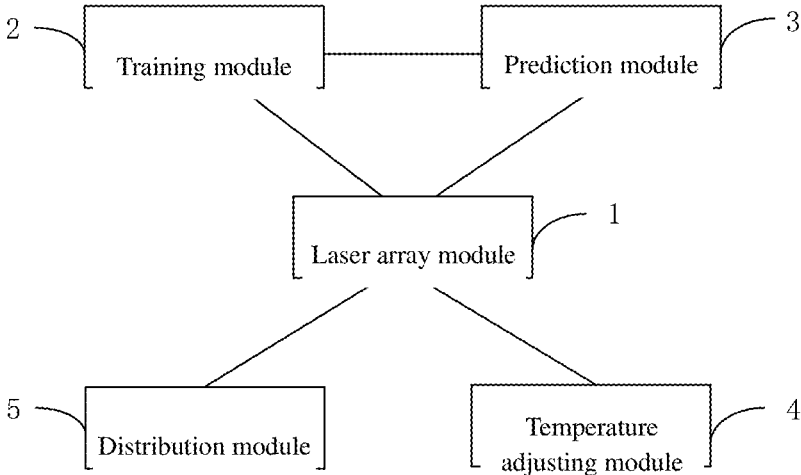 2
Training module
Prediction module
3
Laser array module
1
5
Distribution module
Temperature
adjusting module
4